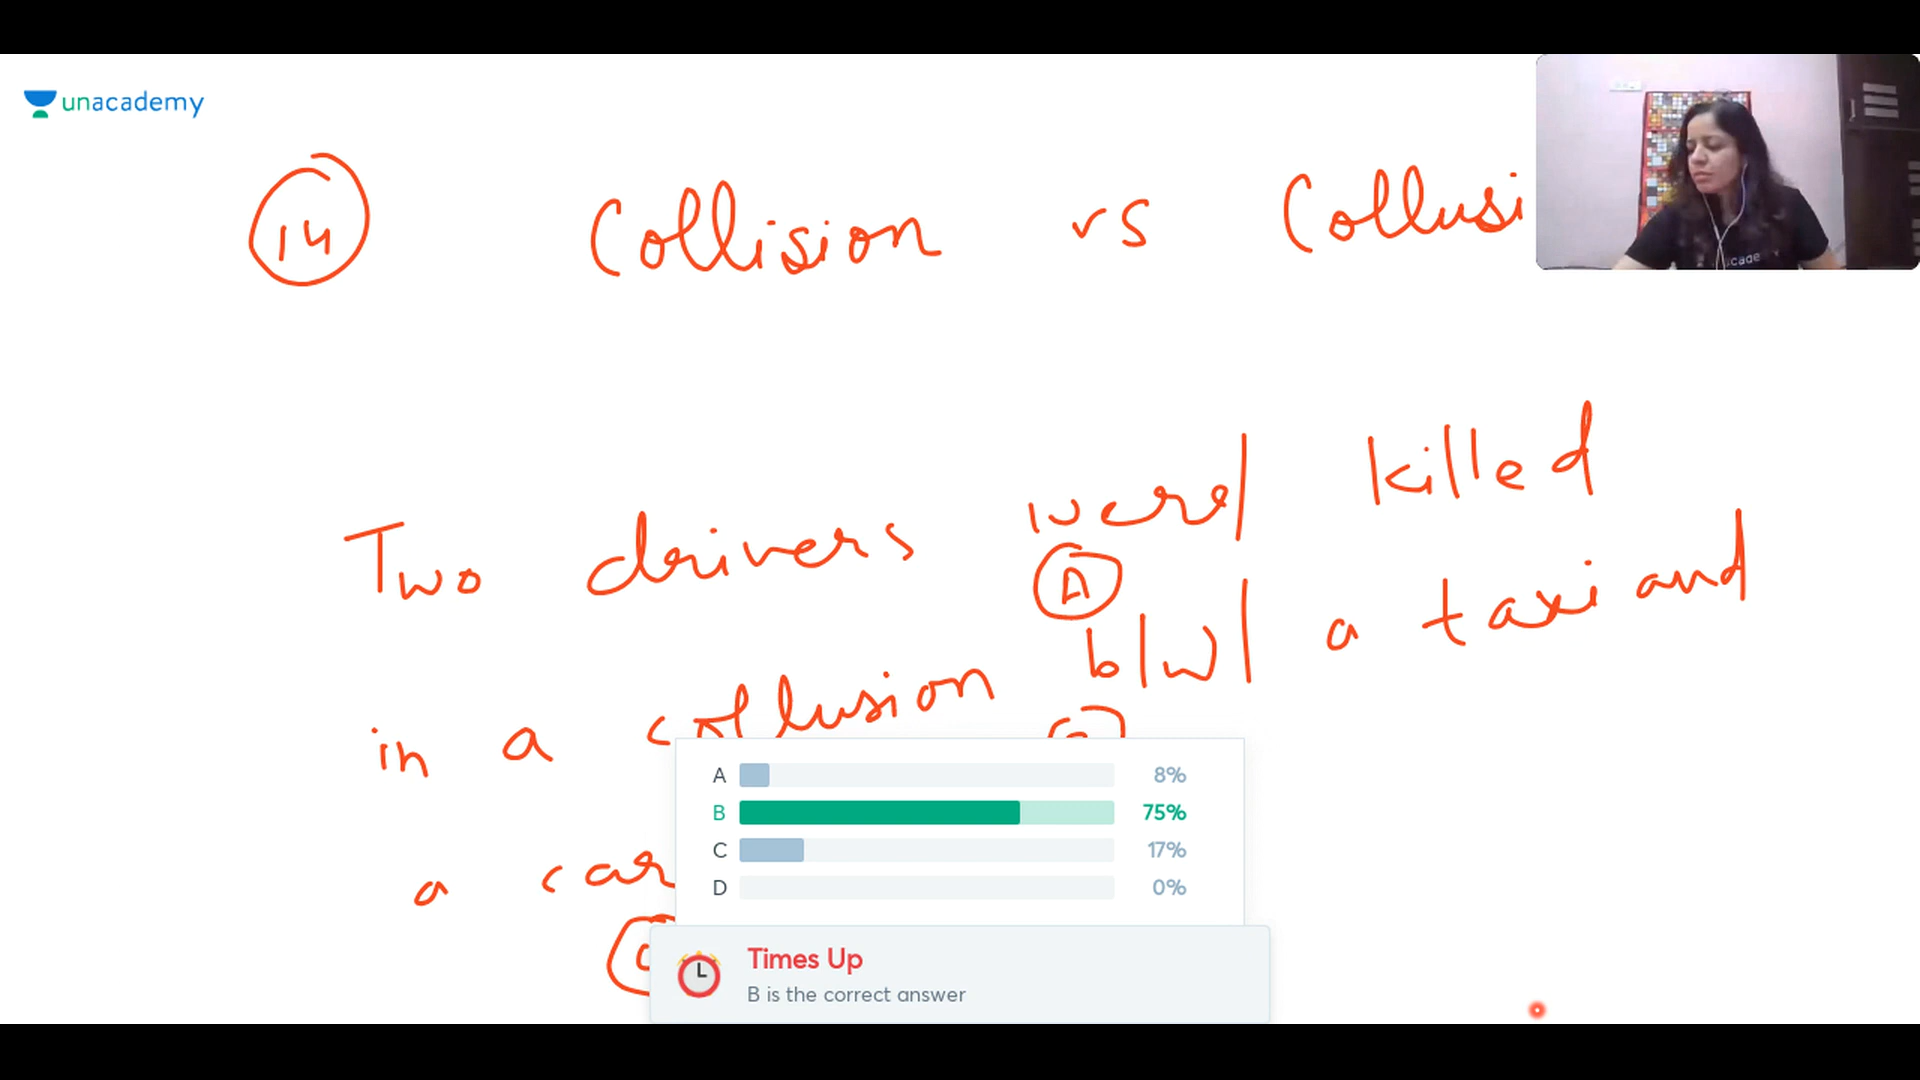 unacademy
14 Collision vs Collusi
Two drivers were| killed
A
in a collusion b|w| a taxi and
a car
A 8%
B 75%
C 17%
D 0%
Times Up
B is the correct answer